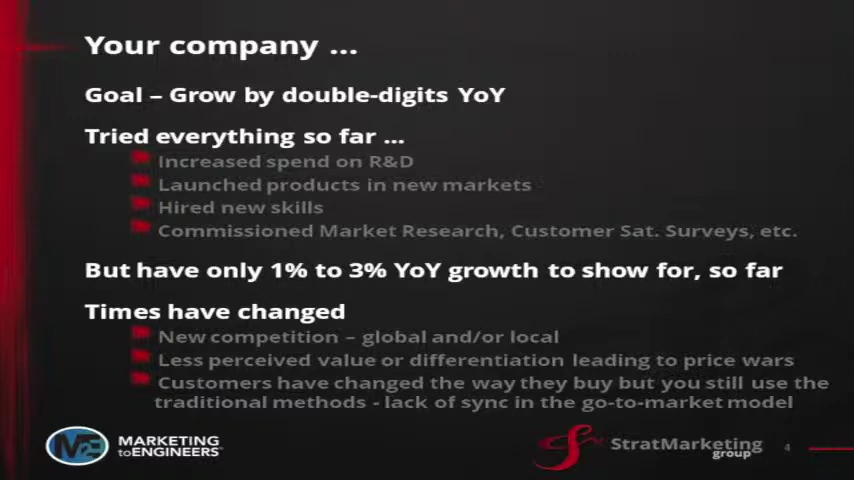 Your company ...
Goal – Grow by double-digits YoY
Tried everything so far ...
Increased spend on R&D
Launched products in new markets
Hired new skills
Commissioned Market Research, Customer Sat. Surveys, etc.
But have only 1% to 3% YoY growth to show for, so far
Times have changed
New competition – global and/or local
Less perceived value or differentiation leading to price wars
Customers have changed the way they buy but you still use the
traditional methods - lack of sync in the go-to-market model
M2E
MARKETING
toENGINEERS
StratMarketing
group
4